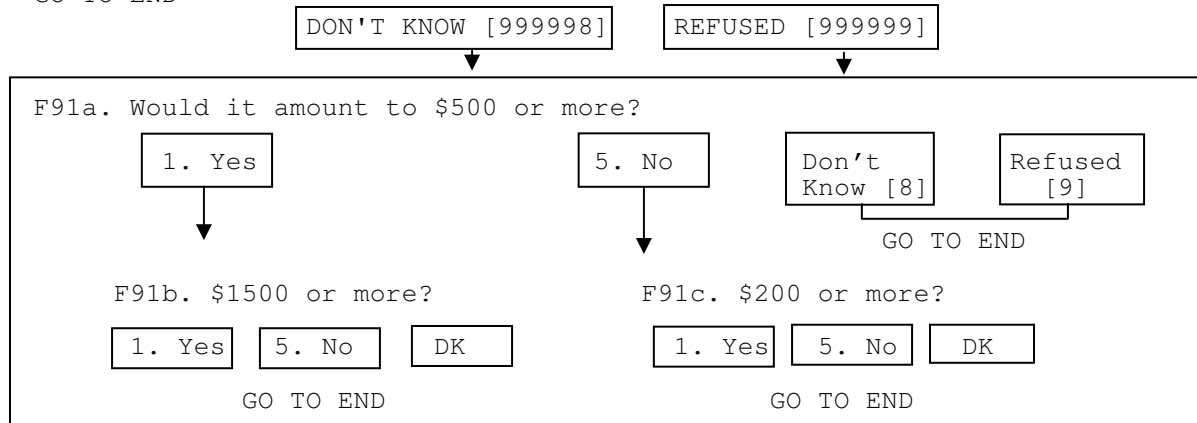 GO TO END
DON'T KNOW [999998] REFUSED [999999]
F91a. Would it amount to $500 or more?
1. Yes 5. No Don't Know [8] Refused [9]
GO TO END
F91b. $1500 or more? F91c. $200 or more?
1. Yes 5. No DK 1. Yes 5. No DK
GO TO END GO TO END